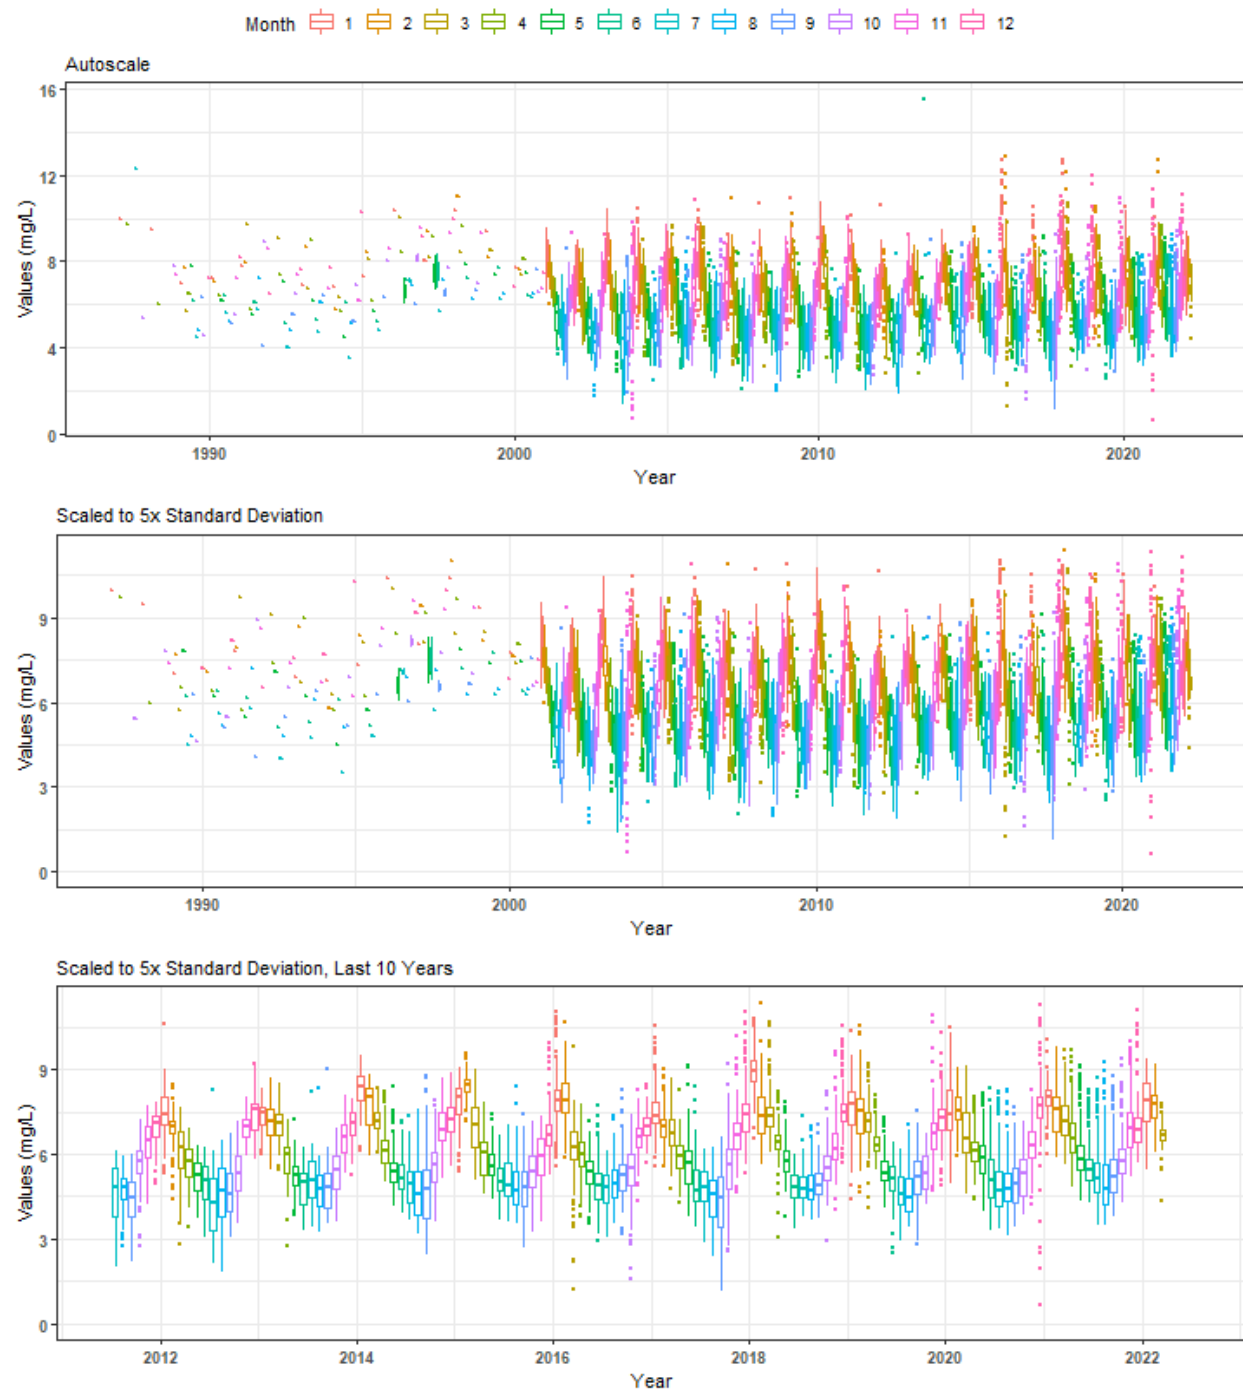 Month 1 2 3 4 5 6 7 8 9 10 11 12
Autoscale
16
12
8
4
0
Values (mg/L)
1990 2000 2010 2020
Year
Scaled to 5x Standard Deviation
9
6
3
0
Values (mg/L)
1990 2000 2010 2020
Year
Scaled to 5x Standard Deviation, Last 10 Years
9
6
3
0
Values (mg/L)
2012 2014 2016 2018 2020 2022
Year